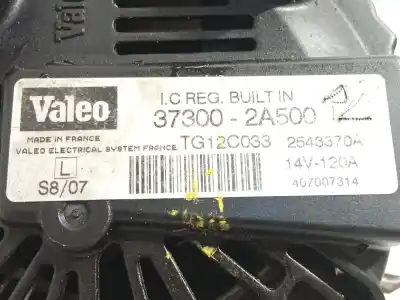 Valeo
Valeo
I.C REG. BUILT IN
37300 - 2A500
MADE IN FRANCE
TG12C033 2543370A
VALEO ELECTRICAL SYSTEM FRANCE
L
14V-120A
S8/07
407007314